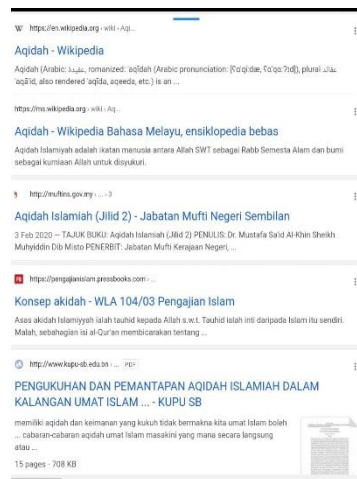 W https://en.wikipedia.org › wiki › Aqi...
Aqidah - Wikipedia
Aqidah (Arabic: عقيدة, romanized: ʿaqīdah (Arabic pronunciation: plural عقائد
ʿaqāʾid, also rendered ʿaqīda, aqeeda, etc.) is an ...
https://ms.wikipedia.org › wiki › Aq...
Aqidah - Wikipedia Bahasa Melayu, ensiklopedia bebas
Aqidah Islamiyah adalah ikatan manusia antara Allah SWT sebagai Rabb Semesta Alam dan bumi
sebagai kurniaan Allah untuk disyukuri.
http://muftins.gov.my › ... › 3
Aqidah Islamiah (Jilid 2) - Jabatan Mufti Negeri Sembilan
3 Feb 2020 — TAJUK BUKU: Aqidah Islamiah (Jilid 2) PENULIS: Dr. Mustafa Sa'id Al-Khin Sheikh
Muhyiddin Dib Misto PENERBIT: Jabatan Mufti Kerajaan Negeri, ...
https://pengajianislam.pressbooks.com › ...
Konsep akidah - WLA 104/03 Pengajian Islam
Asas akidah Islamiyyah ialah tauhid kepada Allah s.w.t. Tauhid ialah inti daripada Islam itu sendiri.
Malah, sebahagian isi al-Qur'an membicarakan tentang ...
http://www.kupu-sb.edu.bn › ... PDF
PENGUKUHAN DAN PEMANTAPAN AQIDAH ISLAMIAH DALAM
KALANGAN UMAT ISLAM ... - KUPU SB
memiliki aqidah dan keimanan yang kukuh tidak bermakna kita umat Islam boleh
... cabaran-cabaran aqidah umat Islam masakini yang mana secara langsung
atau ...
15 pages - 708 KB